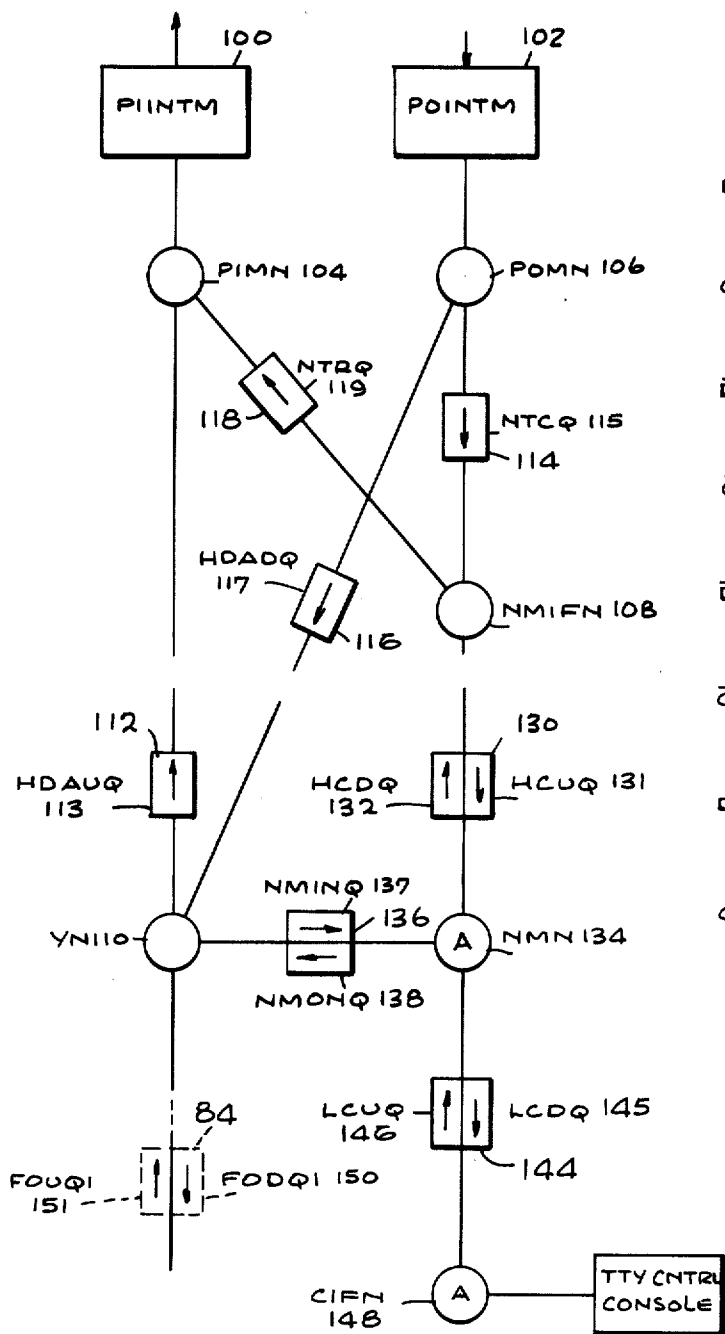 100
102
PIINTM
POINTM
PIMN 104
POMN 106
NTRQ
119
118
NTCQ 115
114
HDADQ
117
116
NMIFN 108
112
130
HDAUQ
113
HCDQ
132
HCUQ 131
NMINQ 137
136
YN110
A
NMN 134
NMONQ 138
84
LCUQ
146
LCDQ 145
144
FOUQ1
151
FODQ1 150
CIFN
148
A
TTY CNTRL
CONSOLE